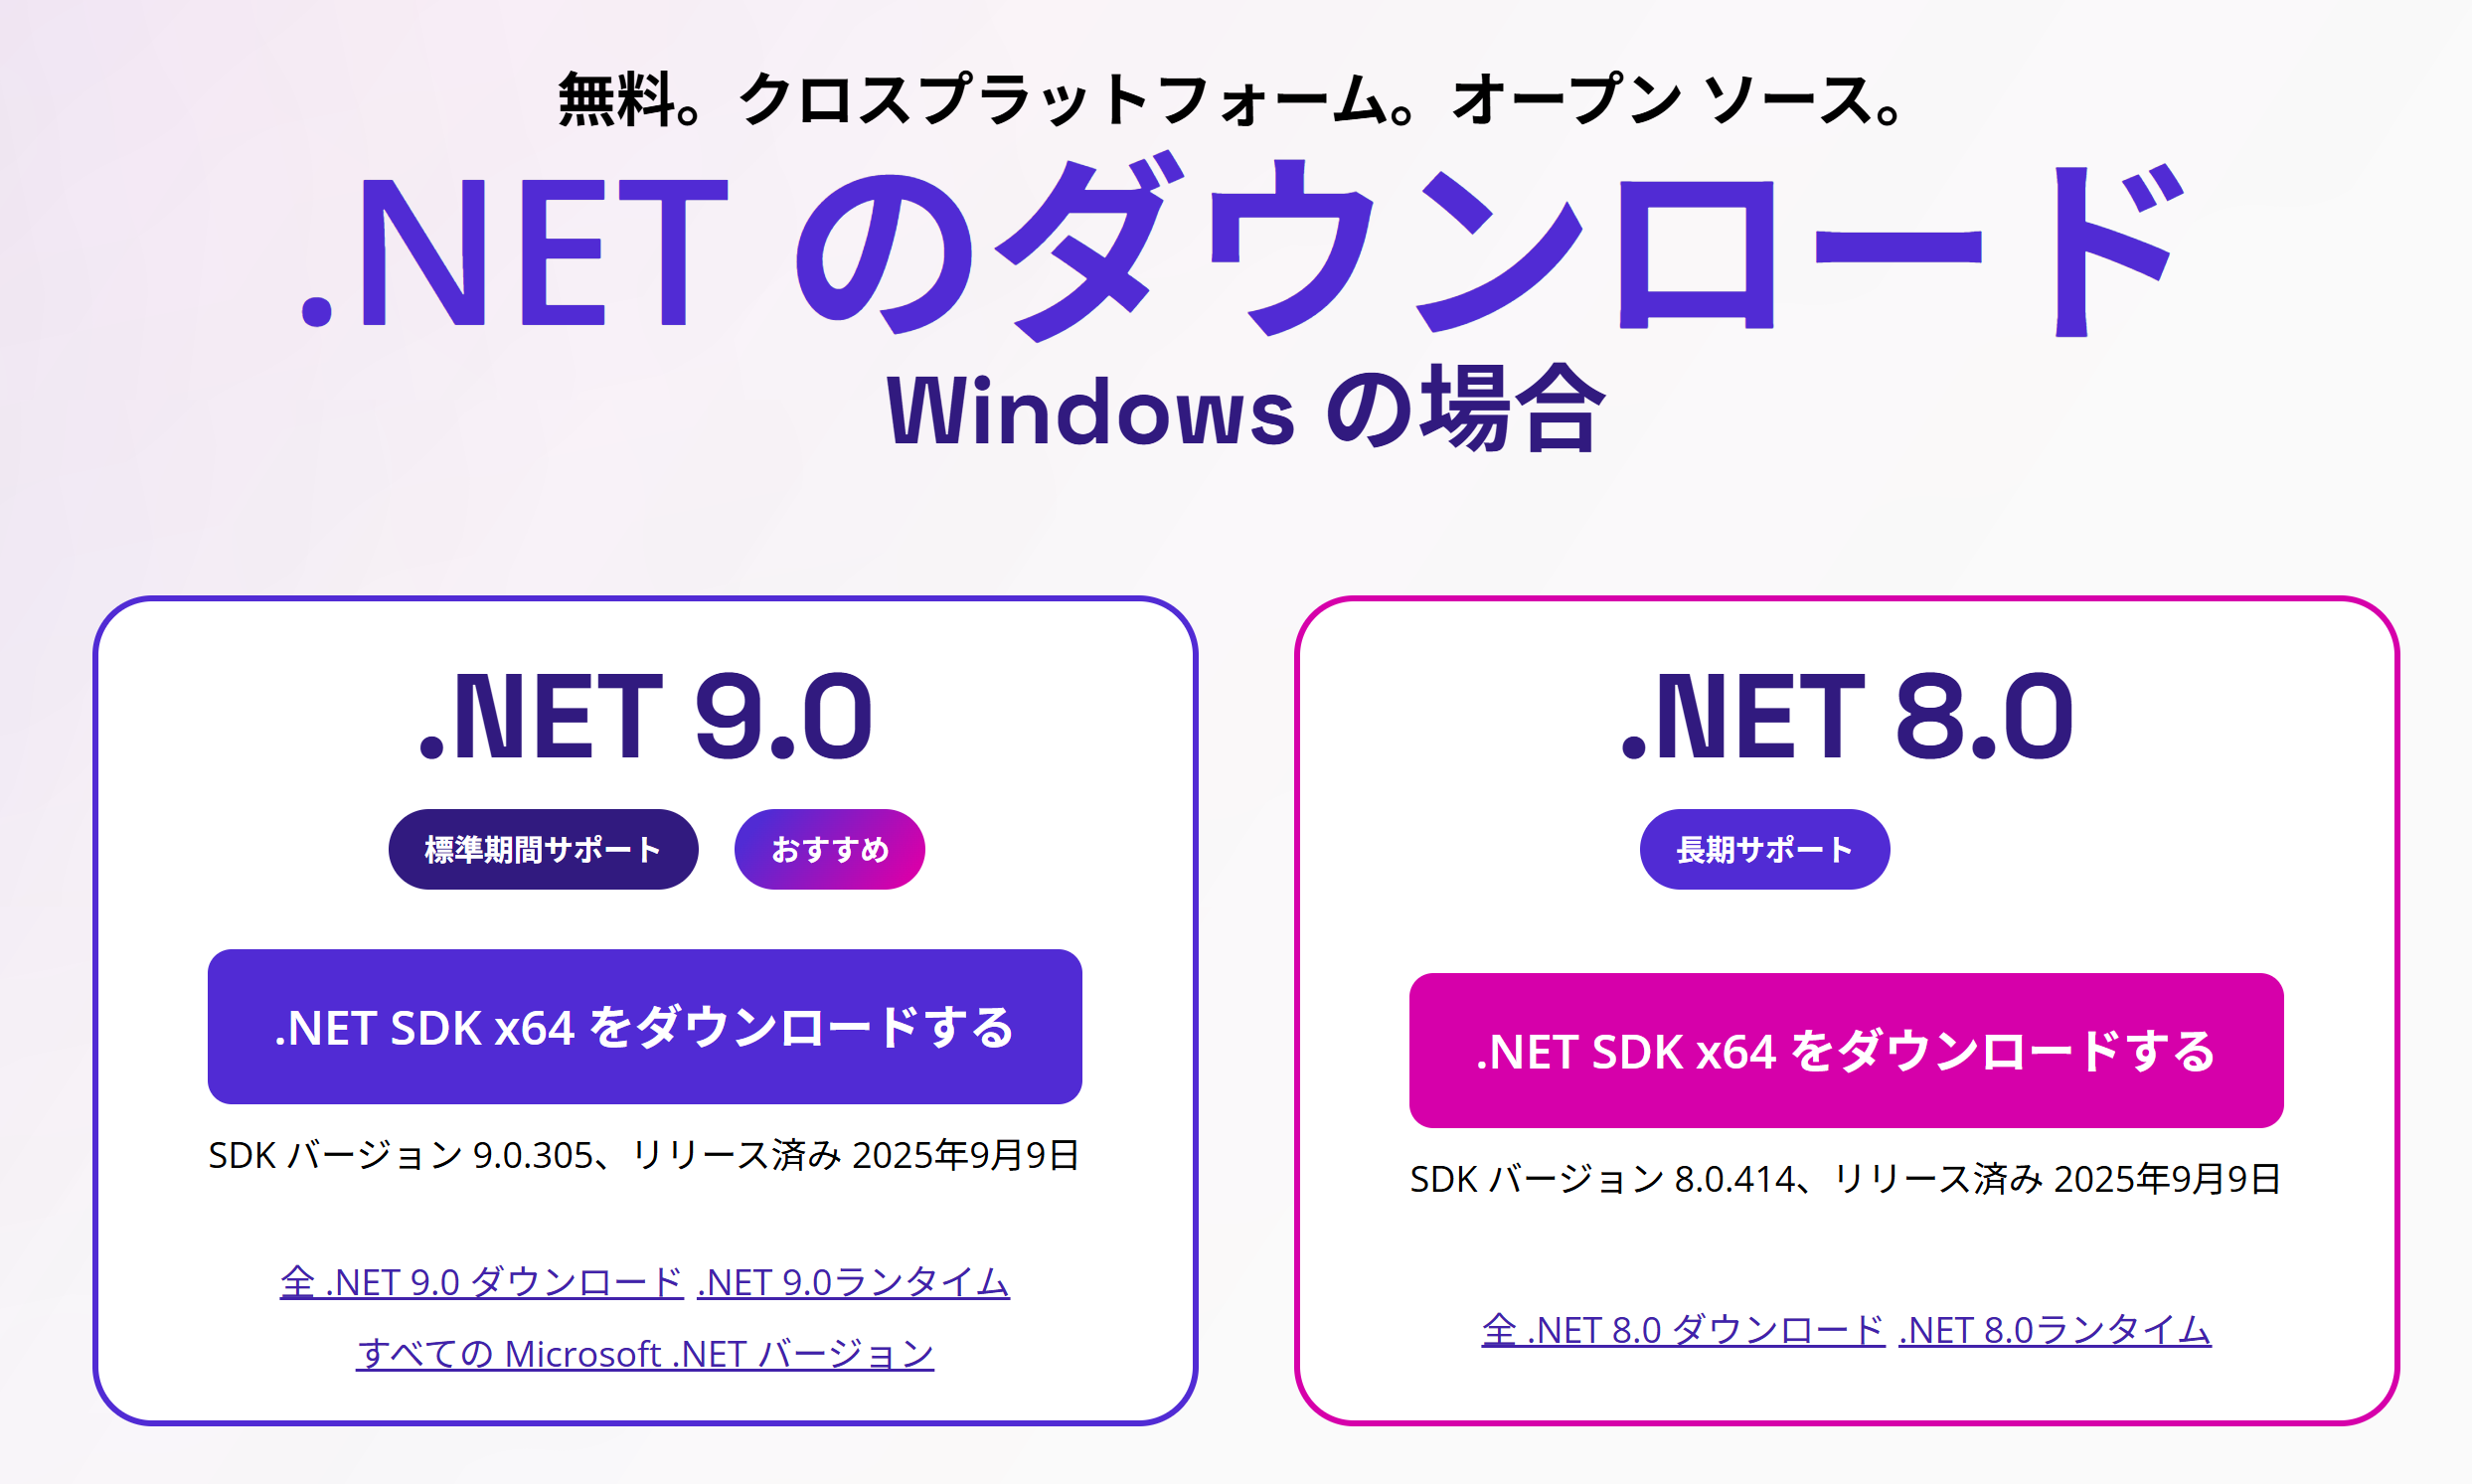 無料。クロスプラットフォーム。オープン ソース。
.NET のダウンロード
Windows の場合
.NET 9.0
標準期間サポート おすすめ
.NET SDK x64 をダウンロードする
SDK バージョン 9.0.305、リリース済み 2025年9月9日
全 .NET 9.0 ダウンロード .NET 9.0ランタイム
すべての Microsoft .NET バージョン
.NET 8.0
長期サポート
.NET SDK x64 をダウンロードする
SDK バージョン 8.0.414、リリース済み 2025年9月9日
全 .NET 8.0 ダウンロード .NET 8.0ランタイム